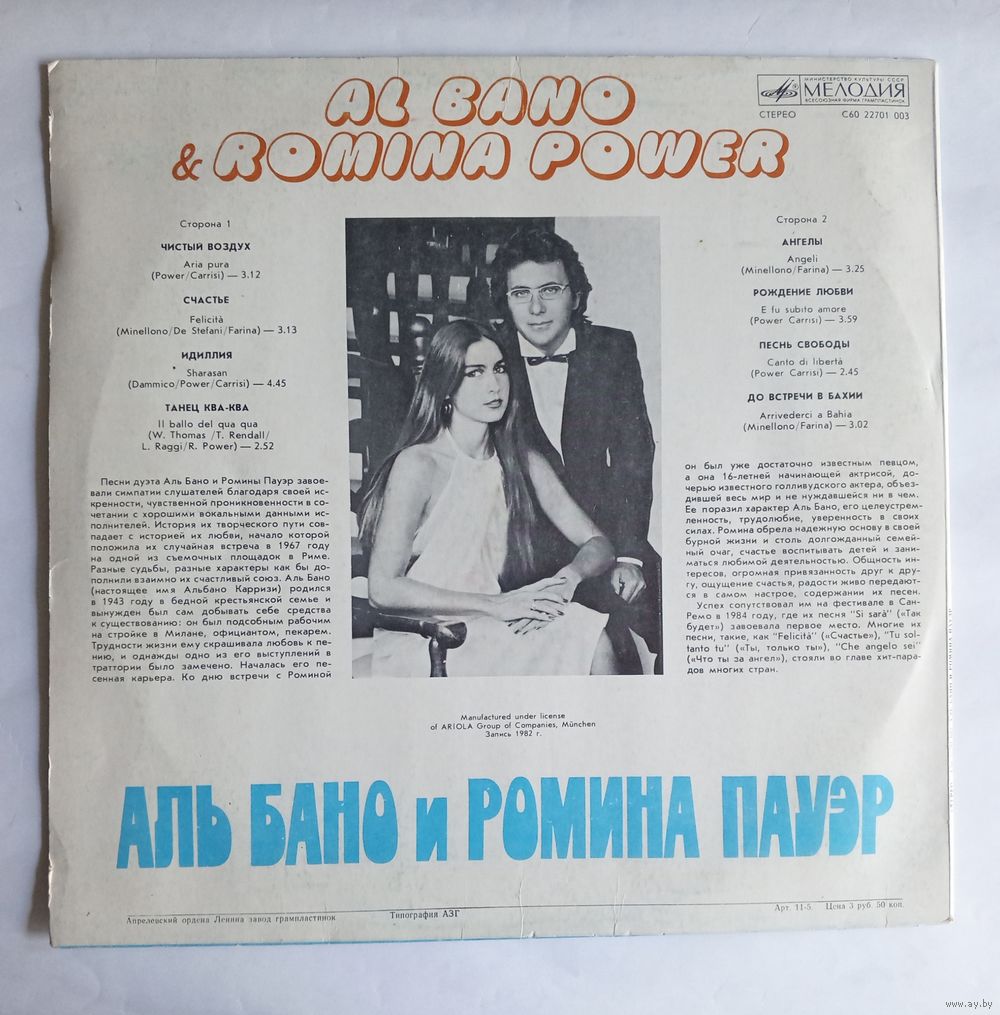 AL BANO
& ROMINA POWER
МИНИСТЕРСТВО КУЛЬТУРЫ СССР
МЕЛОДИЯ
ВСЕСОЮЗНАЯ ФИРМА ГРАМПЛАСТИНОК
СТЕРЕО С60 22701 003
Сторона 1
ЧИСТЫЙ ВОЗДУХ
Aria pura
(Power/Carrisi) — 3.12
СЧАСТЬЕ
Felicità
(Minellono/De Stefani/Farina) — 3.13
ИДИЛЛИЯ
Sharasan
(Dammico/Power/Carrisi) — 4.45
ТАНЕЦ КВА-КВА
Il ballo del qua qua
(W. Thomas /T. Rendall/
L. Raggi/R. Power) — 2.52
Песни дуэта Аль Бано и Ромины Пауэр завое-
вали симпатии слушателей благодаря своей ис-
кренности, чувственной проникновенности в со-
четании с хорошими вокальными данными ис-
полнителей. История их творческого пути сов-
падает с историей их любви, начало которой
положила их случайная встреча в 1967 году
на одной из съемочных площадок в Риме.
Разные судьбы, разные характеры как бы до-
полнили взаимно их счастливый союз. Аль Бано
(настоящее имя Альбано Карризи) родился
в 1943 году в бедной крестьянской семье и
вынужден был сам добывать себе средства
к существованию: он был подсобным рабочим
на стройке в Милане, официантом, пекарем.
Трудности жизни ему скрашивала любовь к пе-
нию, и однажды одно из его выступлений в
траттории было замечено. Началась его пе-
сенная карьера. Ко дню встречи с Роминой
Сторона 2
АНГЕЛЫ
Angeli
(Minellono/Farina) — 3.25
РОЖДЕНИЕ ЛЮБВИ
E fu subito amore
(Power Carrisi) — 3.59
ПЕСНЬ СВОБОДЫ
Canto di libertà
(Power Carrisi) — 2.45
ДО ВСТРЕЧИ В БАХИИ
Arrivederci a Bahia
(Minellono/Farina) — 3.02
он был уже достаточно известным певцом,
а она 16-летней начинающей актрисой, до-
черью известного голливудского актера, объез-
дившей весь мир и не нуждавшейся ни в чем.
Ее поразил характер Аль Бано, его целеустрем-
ленность, трудолюбие, уверенность в своих
силах. Ромина обрела надежную основу в своей
бурной жизни и столь долгожданный семей-
ный очаг, счастье воспитывать детей и зани-
маться любимой деятельностью. Общность ин-
тересов, огромная привязанность друг к дру-
гу, ощущение счастья, радости живо передают-
ся в самом настрое, содержании их песен.
Успех сопутствовал им на фестивале в Сан-
Ремо в 1984 году, где их песня "Si sarà" («Так
будет») завоевала первое место. Многие их
песни, такие, как "Felicità" («Счастье»), "Tu sol-
tanto tu" («Ты, только ты»), "Che angelo sei"
(«Что ты за ангел»), стояли во главе хит-пара-
дов многих стран.
Manufactured under license
of ARIOLA Group of Companies, München
Запись 1982 г.
АЛЬ БАНО И РОМИНА ПАУЭР
Апрелевский ордена Ленина завод грампластинок Типография АЗГ Арт. 11-5. Цена 3 руб. 50 коп.
www.ay.by